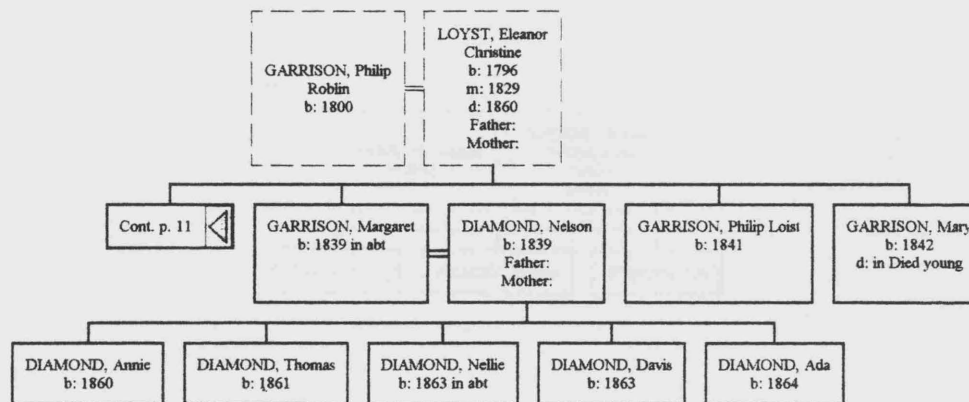 GARRISON, Philip
Roblin
b: 1800
LOYST, Eleanor
Christine
b: 1796
m: 1829
d: 1860
Father:
Mother:
Cont. p. 11
GARRISON, Margaret
b: 1839 in abt
DIAMOND, Nelson
b: 1839
Father:
Mother:
GARRISON, Philip Loist
b: 1841
GARRISON, Mary
b: 1842
d: in Died young
DIAMOND, Annie
b: 1860
DIAMOND, Thomas
b: 1861
DIAMOND, Nellie
b: 1863 in abt
DIAMOND, Davis
b: 1863
DIAMOND, Ada
b: 1864